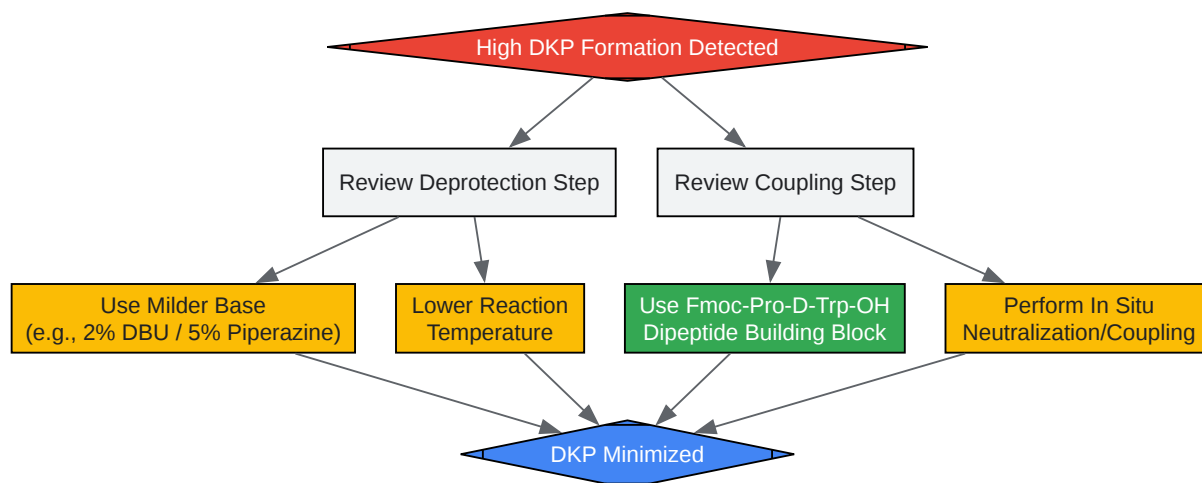 High DKP Formation Detected
Review Deprotection Step
Review Coupling Step
Use Milder Base
(e.g., 2% DBU / 5% Piperazine)
Lower Reaction
Temperature
Use Fmoc-Pro-D-Trp-OH
Dipeptide Building Block
Perform In Situ
Neutralization/Coupling
DKP Minimized